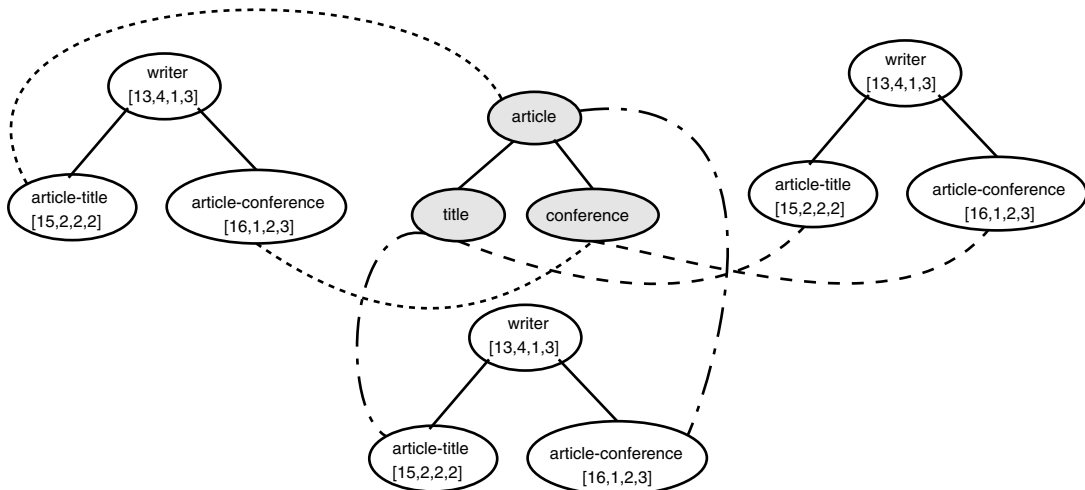 writer
[13,4,1,3]
article-title
[15,2,2,2]
article-conference
[16,1,2,3]
article
title
conference
writer
[13,4,1,3]
article-title
[15,2,2,2]
article-conference
[16,1,2,3]
writer
[13,4,1,3]
article-title
[15,2,2,2]
article-conference
[16,1,2,3]